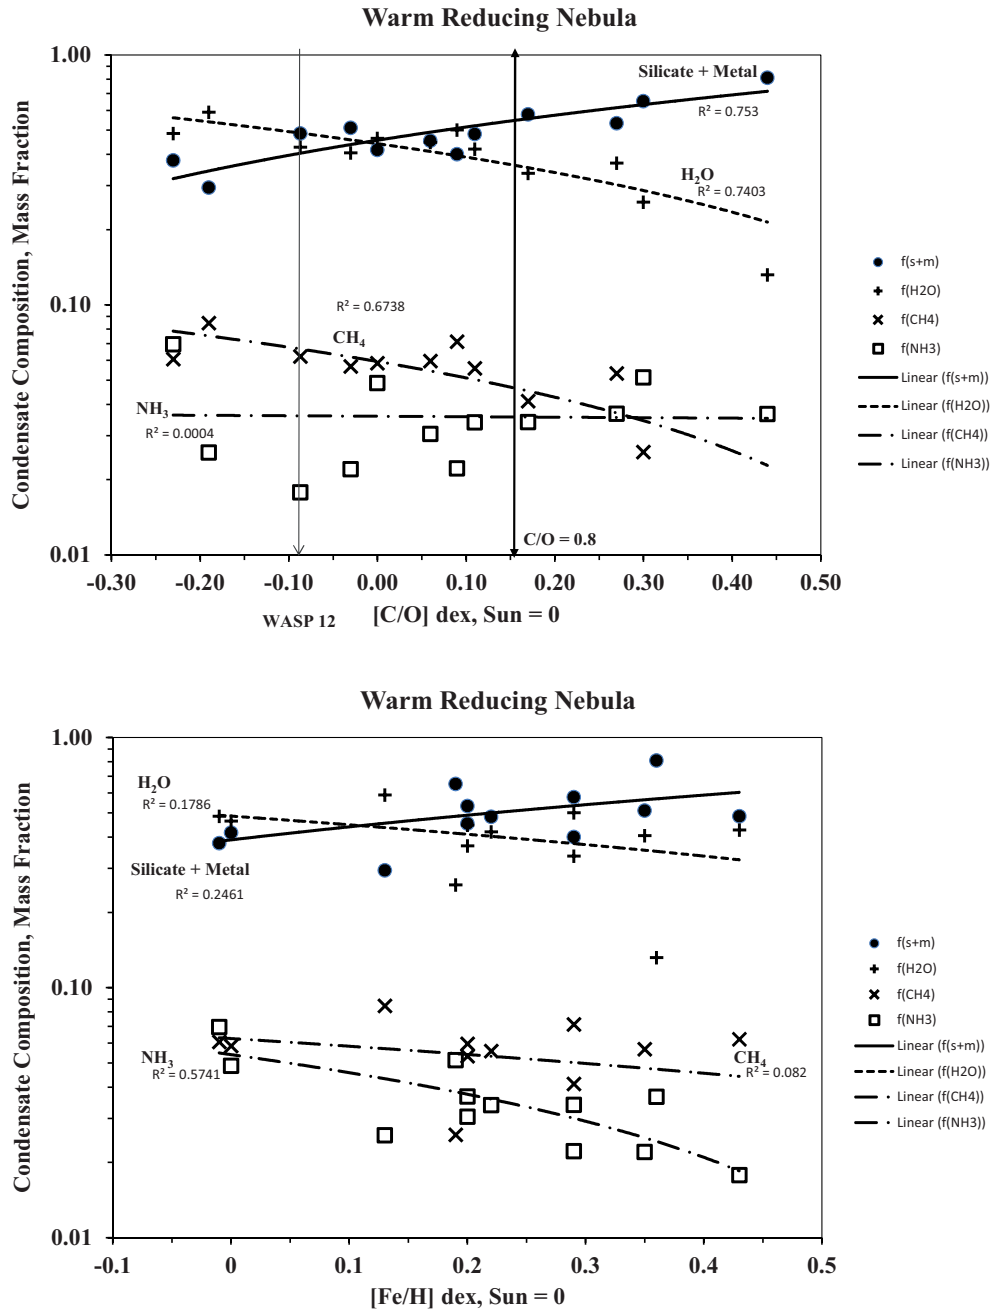 Warm Reducing Nebula
Condensate Composition, Mass Fraction
1.00
0.10
0.01
Silicate + Metal
R² = 0.753
H₂O
R² = 0.7403
R² = 0.6738
CH₄
NH₃
R² = 0.0004
C/O = 0.8
-0.30 -0.20 -0.10 0.00 0.10 0.20 0.30 0.40 0.50
WASP 12
[C/O] dex, Sun = 0
f(s+m)
f(H2O)
f(CH4)
f(NH3)
Linear (f(s+m))
Linear (f(H2O))
Linear (f(CH4))
Linear (f(NH3))
Warm Reducing Nebula
Condensate Composition, Mass Fraction
1.00
0.10
0.01
H₂O
R² = 0.1786
Silicate + Metal
R² = 0.2461
NH₃
R² = 0.5741
CH₄
R² = 0.082
-0.1 0 0.1 0.2 0.3 0.4 0.5
[Fe/H] dex, Sun = 0
f(s+m)
f(H2O)
f(CH4)
f(NH3)
Linear (f(s+m))
Linear (f(H2O))
Linear (f(CH4))
Linear (f(NH3))